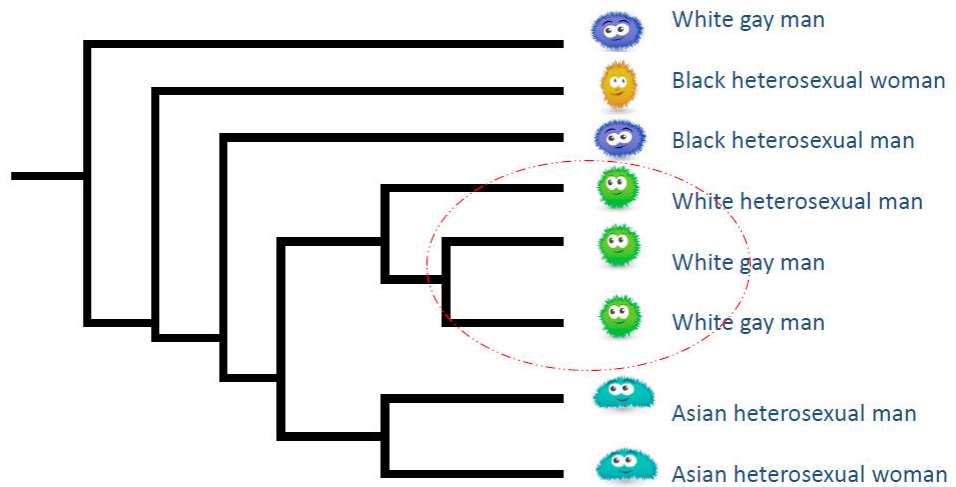 White gay man
Black heterosexual woman
Black heterosexual man
White heterosexual man
White gay man
White gay man
Asian heterosexual man
Asian heterosexual woman